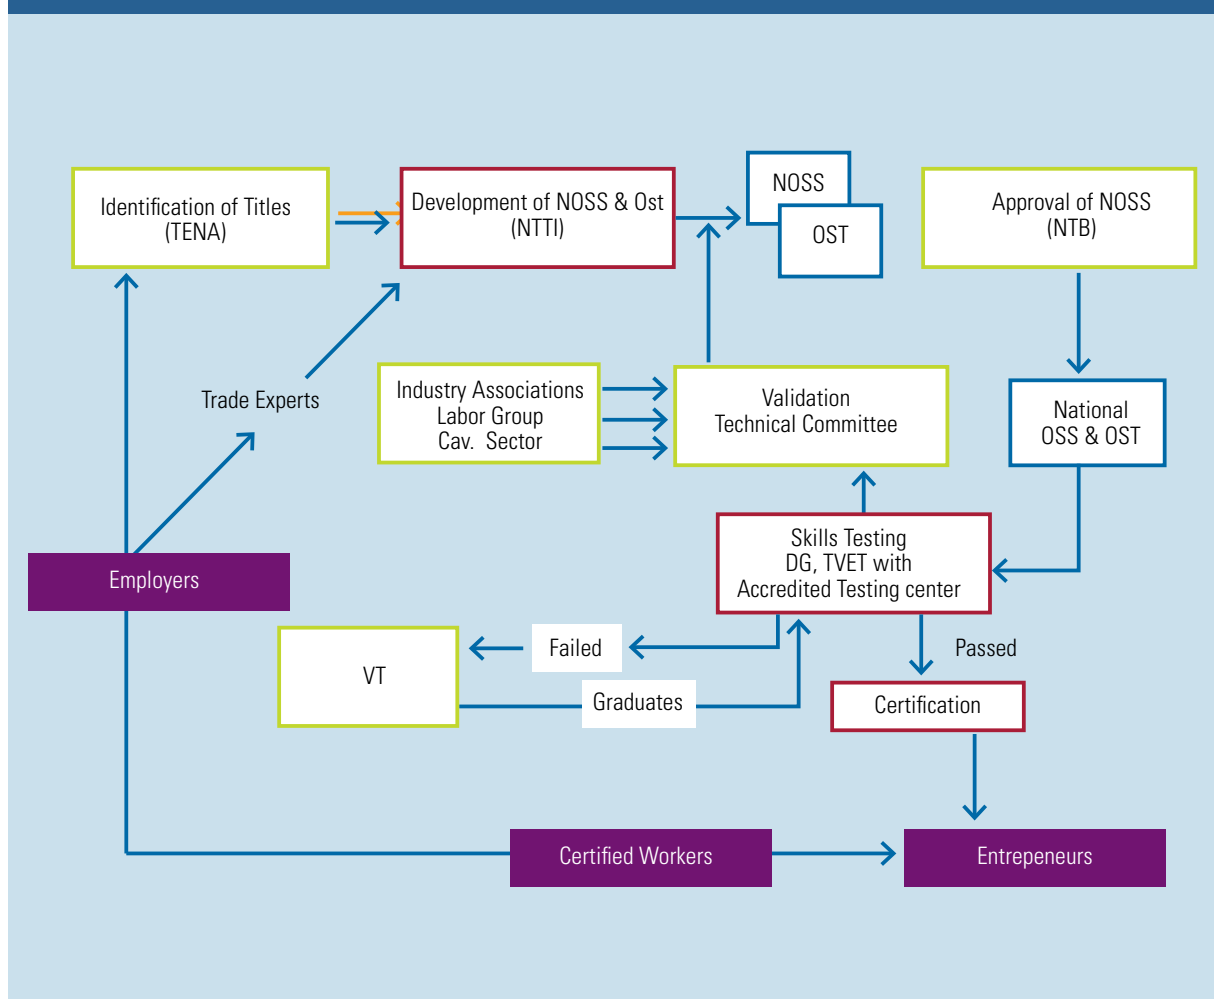 Identification of Titles
(TENA)
Development of NOSS & Ost
(NTTI)
NOSS
OST
Approval of NOSS
(NTB)
Trade Experts
Industry Associations
Labor Group
Cav. Sector
Validation
Technical Committee
National
OSS & OST
Skills Testing
DG, TVET with
Accredited Testing center
Employers
VT
Failed
Graduates
Passed
Certification
Certified Workers
Entrepeneurs